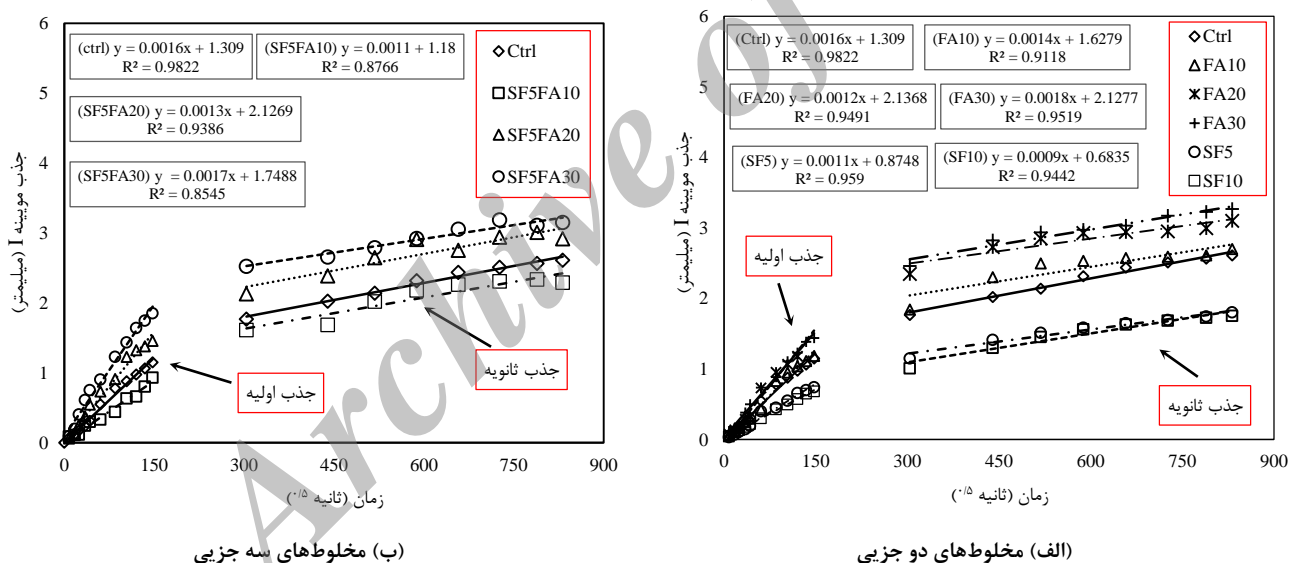 (ctrl) y = 0.0016x + 1.309
R² = 0.9822
(SF5FA10) y = 0.0011 + 1.18
R² = 0.8766
(SF5FA20) y = 0.0013x + 2.1269
R² = 0.9386
(SF5FA30) y = 0.0017x + 1.7488
R² = 0.8545
Ctrl
SF5FA10
SF5FA20
SF5FA30
جذب مویینه I (میلیمتر)
6
5
4
3
2
1
0
جذب اولیه
جذب ثانویه
0 150 300 450 600 750 900
زمان (ثانیه ۰/۵)
(ب) مخلوط‌های سه جزیی
(Ctrl) y = 0.0016x + 1.309
R² = 0.9822
(FA10) y = 0.0014x + 1.6279
R² = 0.9118
(FA20) y = 0.0012x + 2.1368
R² = 0.9491
(FA30) y = 0.0018x + 2.1277
R² = 0.9519
(SF5) y = 0.0011x + 0.8748
R² = 0.959
(SF10) y = 0.0009x + 0.6835
R² = 0.9442
Ctrl
FA10
FA20
FA30
SF5
SF10
جذب مویینه I (میلیمتر)
6
5
4
3
2
1
0
جذب اولیه
جذب ثانویه
0 150 300 450 600 750 900
زمان (ثانیه ۰/۵)
(الف) مخلوط‌های دو جزیی
Archive of